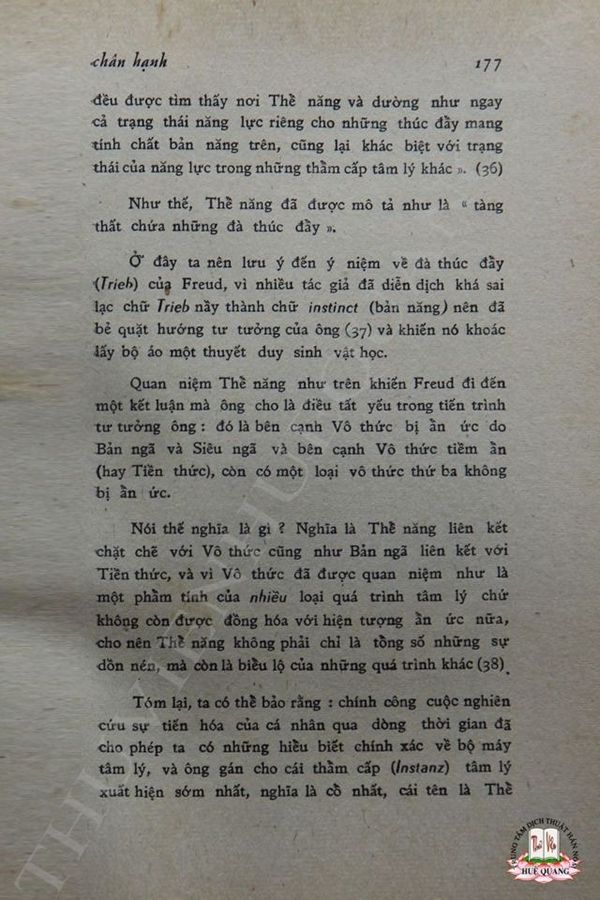 chân hạnh 177
đều được tìm thấy nơi Thể năng và dường như ngay
cả trạng thái năng lực riêng cho những thúc đẩy mang
tính chất bản năng trên, cũng lại khác biệt với trạng
thái của năng lực trong những thẩm cấp tâm lý khác ». (36)
Như thế, Thể năng đã được mô tả như là “ tàng
thất chứa những đà thúc đẩy ».
Ở đây ta nên lưu ý đến ý niệm về đà thúc đẩy
(Trieb) của Freud, vì nhiều tác giả đã diễn dịch khá sai
lạc chữ Trieb nầy thành chữ instinct (bản năng) nên đã
bẻ quặt hướng tư tưởng của ông (37) và khiến nó khoác
lấy bộ áo một thuyết duy sinh vật học.
Quan niệm Thể năng như trên khiến Freud đi đến
một kết luận mà ông cho là điều tất yếu trong tiến trình
tư tưởng ông : đó là bên cạnh Vô thức bị ẩn ức do
Bản ngã và Siêu ngã và bên cạnh Vô thức tiềm ẩn
(hay Tiền thức), còn có một loại vô thức thứ ba không
bị ẩn ức.
Nói thế nghĩa là gì ? Nghĩa là Thể năng liên kết
chặt chẽ với Vô thức cũng như Bản ngã liên kết với
Tiền thức, và vì Vô thức đã được quan niệm như là
một phẩm tính của nhiều loại quá trình tâm lý chứ
không còn được đồng hóa với hiện tượng ẩn ức nữa,
cho nên Thể năng không phải chỉ là tổng số những sự
dồn nén, mà còn là biểu lộ của những quá trình khác (38)
Tóm lại, ta có thể bảo rằng : chính công cuộc nghiên
cứu sự tiến hóa của cá nhân qua dòng thời gian đã
cho phép ta có những hiểu biết chính xác về bộ máy
tâm lý, và ông gán cho cái thẩm cấp (Instanz) tâm lý
xuất hiện sớm nhất, nghĩa là cổ nhất, cái tên là Thể
HUỆ QUANG